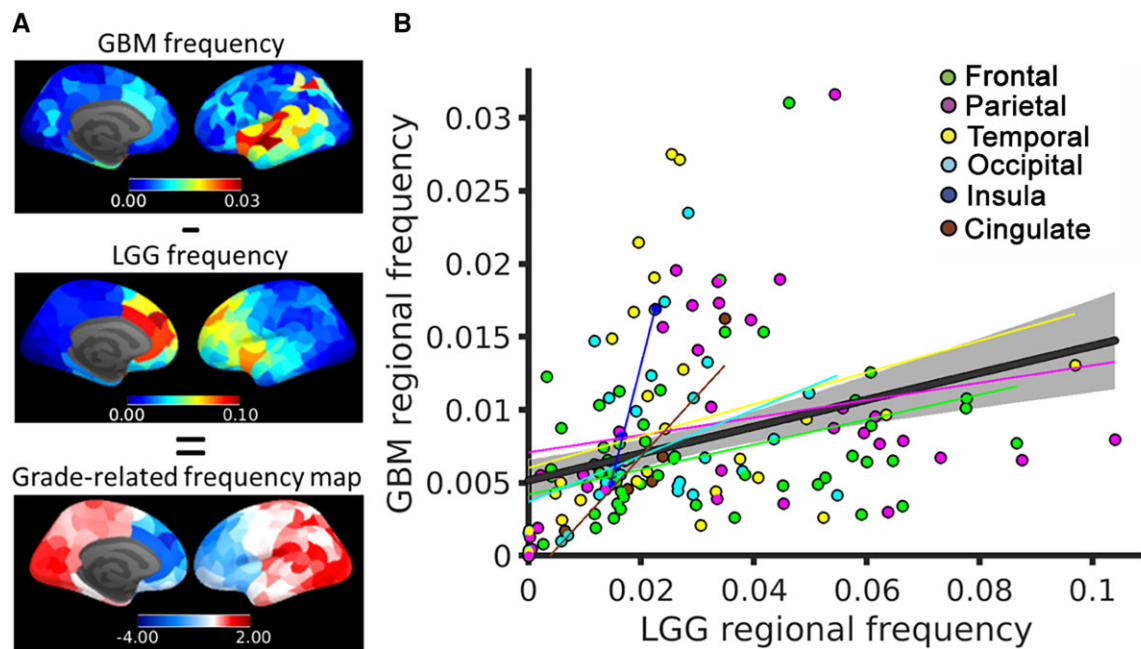 A
GBM frequency
0.00 0.03
-
LGG frequency
0.00 0.10
=
Grade-related frequency map
-4.00 2.00
B
GBM regional frequency
0.03
0.025
0.02
0.015
0.01
0.005
0
Frontal
Parietal
Temporal
Occipital
Insula
Cingulate
0 0.02 0.04 0.06 0.08 0.1
LGG regional frequency